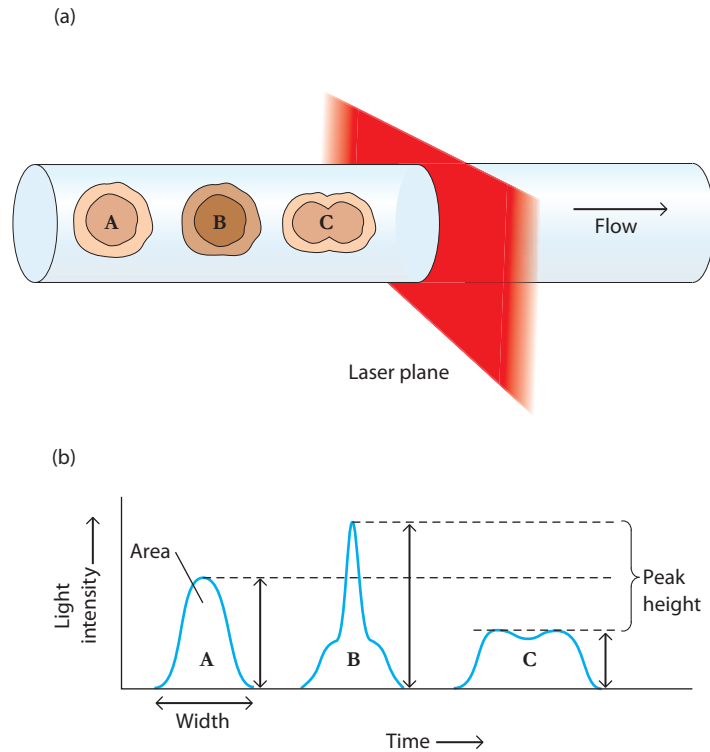 (a)
A
B
C
Flow
Laser plane
(b)
Light
intensity
Area
A
B
C
Peak
height
Width
Time